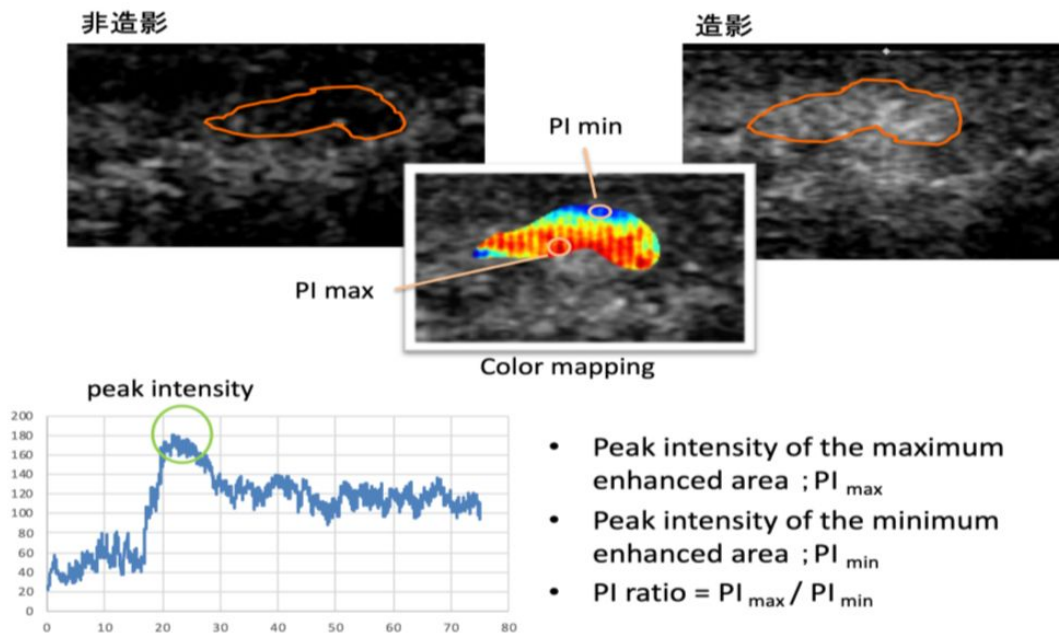 非造影
造影
PI min
PI max
Color mapping
peak intensity
200
180
160
140
120
100
80
60
40
20
0
0 10 20 30 40 50 60 70 80
• Peak intensity of the maximum
enhanced area ; PI max
• Peak intensity of the minimum
enhanced area ; PI min
• PI ratio = PI max / PI min